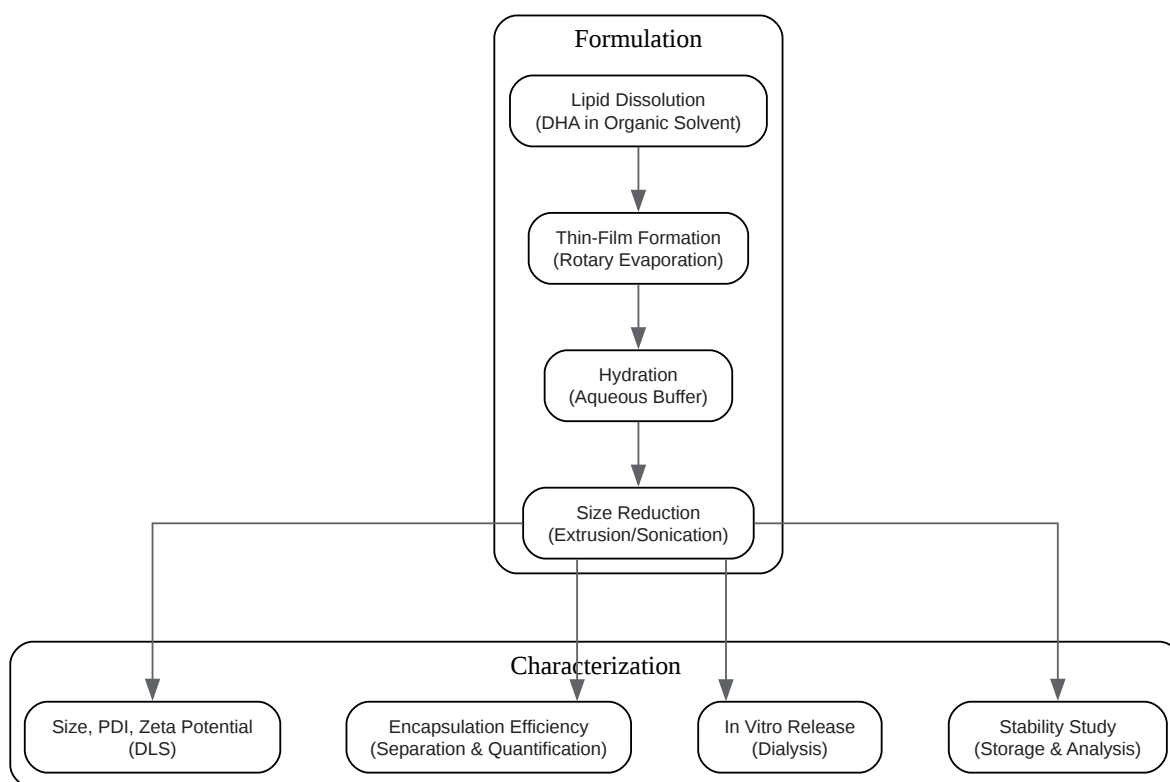 Formulation
Lipid Dissolution
(DHA in Organic Solvent)
Thin-Film Formation
(Rotary Evaporation)
Hydration
(Aqueous Buffer)
Size Reduction
(Extrusion/Sonication)
Characterization
Size, PDI, Zeta Potential
(DLS)
Encapsulation Efficiency
(Separation & Quantification)
In Vitro Release
(Dialysis)
Stability Study
(Storage & Analysis)